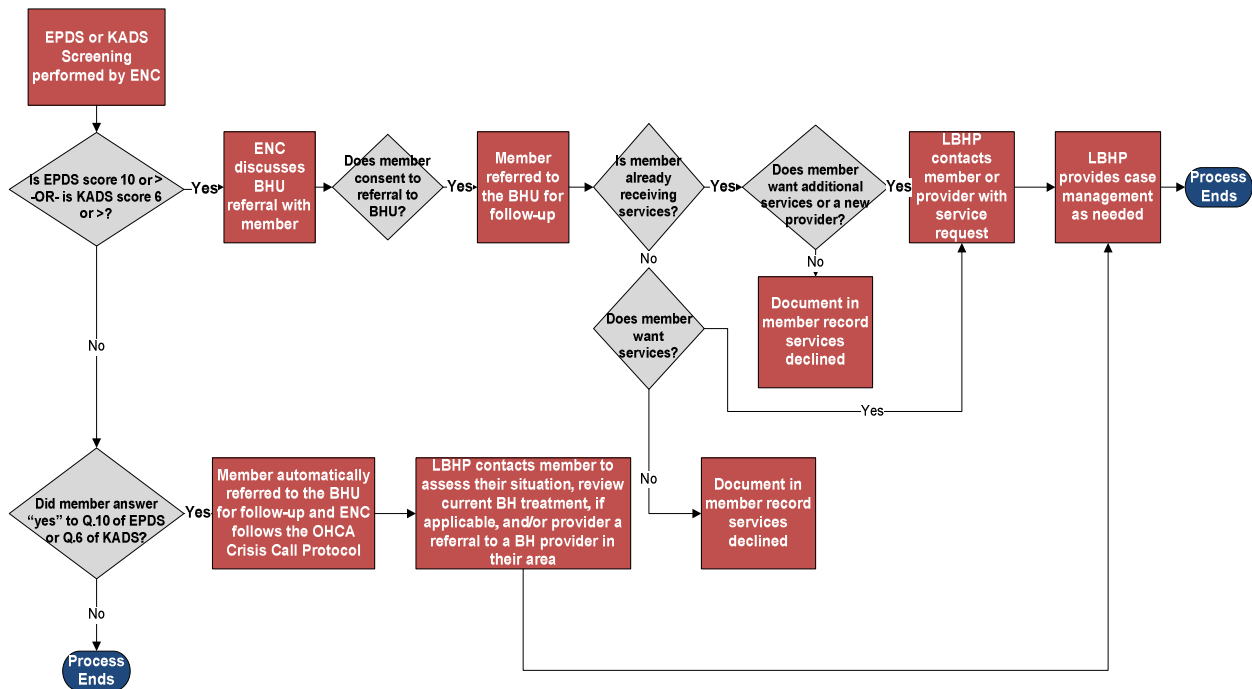 EPDS or KADS
Screening
performed by ENC
Is EPDS score 10 or >
-OR- is KADS score 6
or >?
Yes
ENC
discusses
BHU
referral with
member
Does member
consent to
referral to
BHU?
Yes
Member
referred to
the BHU for
follow-up
Is member
already
receiving
services?
Yes
Does member
want additional
services or a new
provider?
Yes
LBHP
contacts
member or
provider with
service
request
LBHP
provides case
management
as needed
Process
Ends
No
No
Document in
member record
services
declined
Does member
want
services?
Yes
No
No
Document in
member record
services
declined
Did member answer
“yes” to Q.10 of EPDS
or Q.6 of KADS?
Yes
Member automatically
referred to the BHU
for follow-up and ENC
follows the OHCA
Crisis Call Protocol
LBHP contacts member to
assess their situation, review
current BH treatment, if
applicable, and/or provider a
referral to a BH provider in
their area
No
Process
Ends